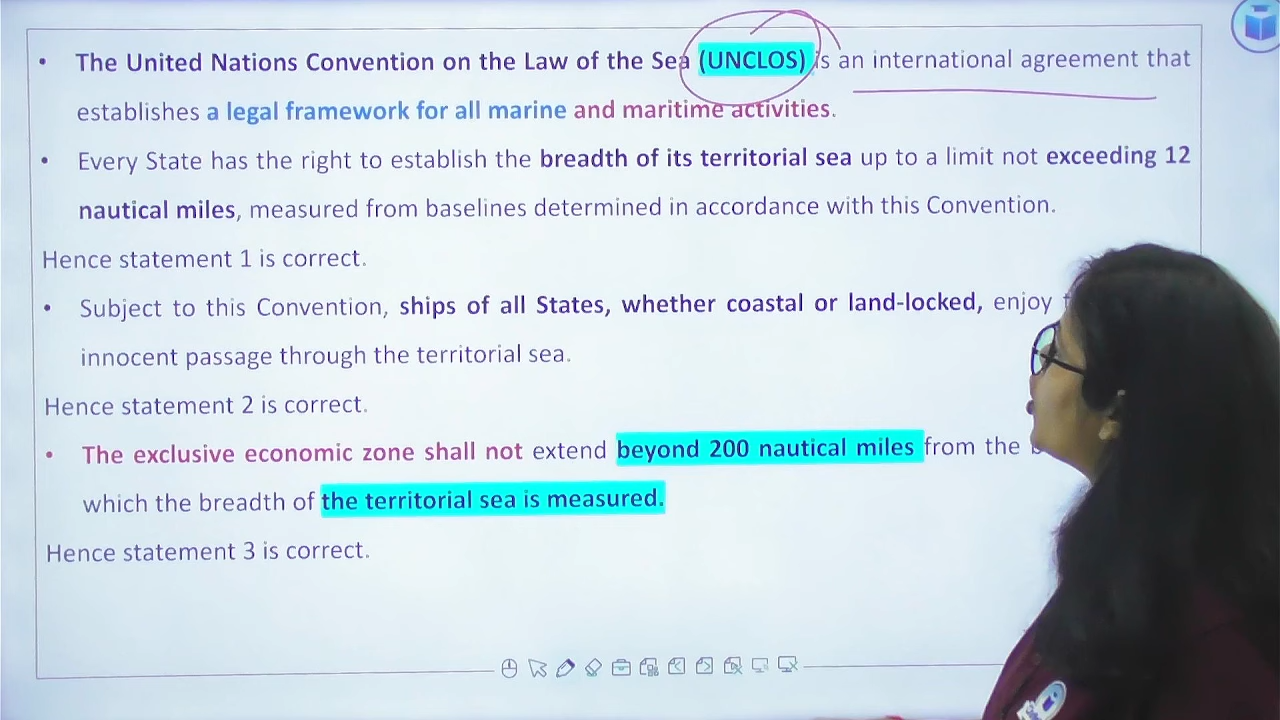 • The United Nations Convention on the Law of the Sea (UNCLOS) is an international agreement that
establishes a legal framework for all marine and maritime activities.
• Every State has the right to establish the breadth of its territorial sea up to a limit not exceeding 12
nautical miles, measured from baselines determined in accordance with this Convention.
Hence statement 1 is correct.
• Subject to this Convention, ships of all States, whether coastal or land-locked, enjoy
innocent passage through the territorial sea.
Hence statement 2 is correct.
• The exclusive economic zone shall not extend beyond 200 nautical miles from the
which the breadth of the territorial sea is measured.
Hence statement 3 is correct.